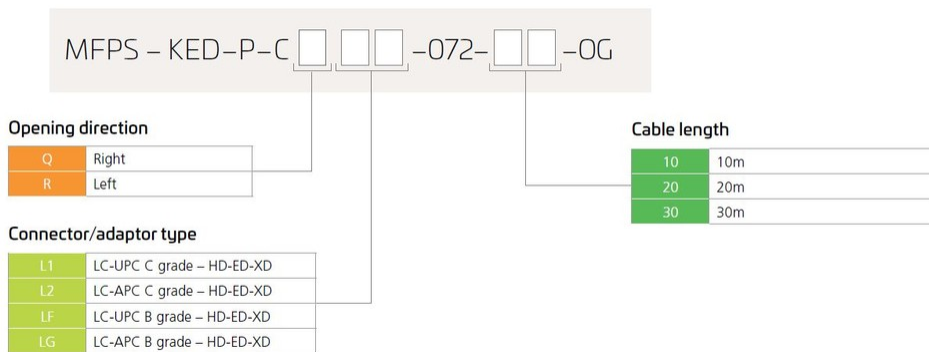 MFPS – KED–P–C□ □□ –072–□□ –0G
Opening direction
Q Right
R Left
Cable length
10 10m
20 20m
30 30m
Connector/adaptor type
L1 LC-UPC C grade – HD-ED-XD
L2 LC-APC C grade – HD-ED-XD
LF LC-UPC B grade – HD-ED-XD
LG LC-APC B grade – HD-ED-XD